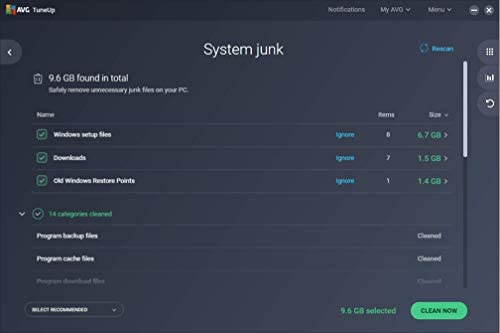 AVG TuneUp
Notifications My AVG Menu
System junk
Rescan
9.6 GB found in total
Safely remove unnecessary junk files on your PC.
Name Items Size
Windows setup files Ignore 8 6.7 GB
Downloads Ignore 7 1.5 GB
Old Windows Restore Points Ignore 1 1.4 GB
14 categories cleaned
Program backup files Cleaned
Program cache files Cleaned
Program download files Cleaned
SELECT RECOMMENDED 9.6 GB selected CLEAN NOW